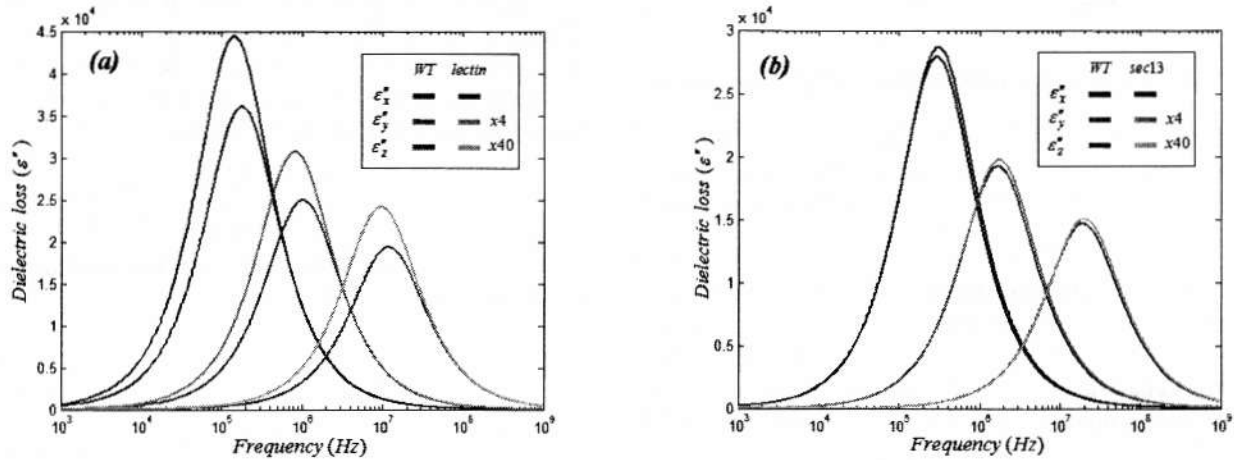 × 10⁴
4.5
4
3.5
3
2.5
2
1.5
1
0.5
0
Dielectric loss (ε″)
(a)
WT lectin
ε″x
ε″y x4
ε″z x40
10³ 10⁴ 10⁵ 10⁶ 10⁷ 10⁸ 10⁹
Frequency (Hz)
× 10⁴
3
2.5
2
1.5
1
0.5
0
Dielectric loss (ε″)
(b)
WT sec13
ε″x
ε″y x4
ε″z x40
10³ 10⁴ 10⁵ 10⁶ 10⁷ 10⁸ 10⁹
Frequency (Hz)